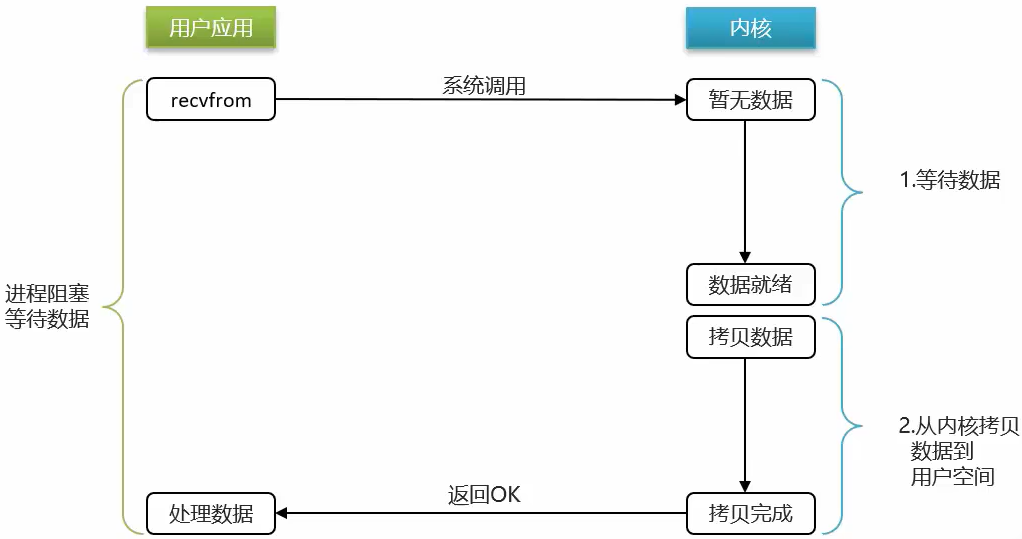 用户应用
内核
recvfrom
系统调用
暂无数据
1.等待数据
进程阻塞
等待数据
数据就绪
拷贝数据
2.从内核拷贝
数据到
用户空间
处理数据
返回OK
拷贝完成